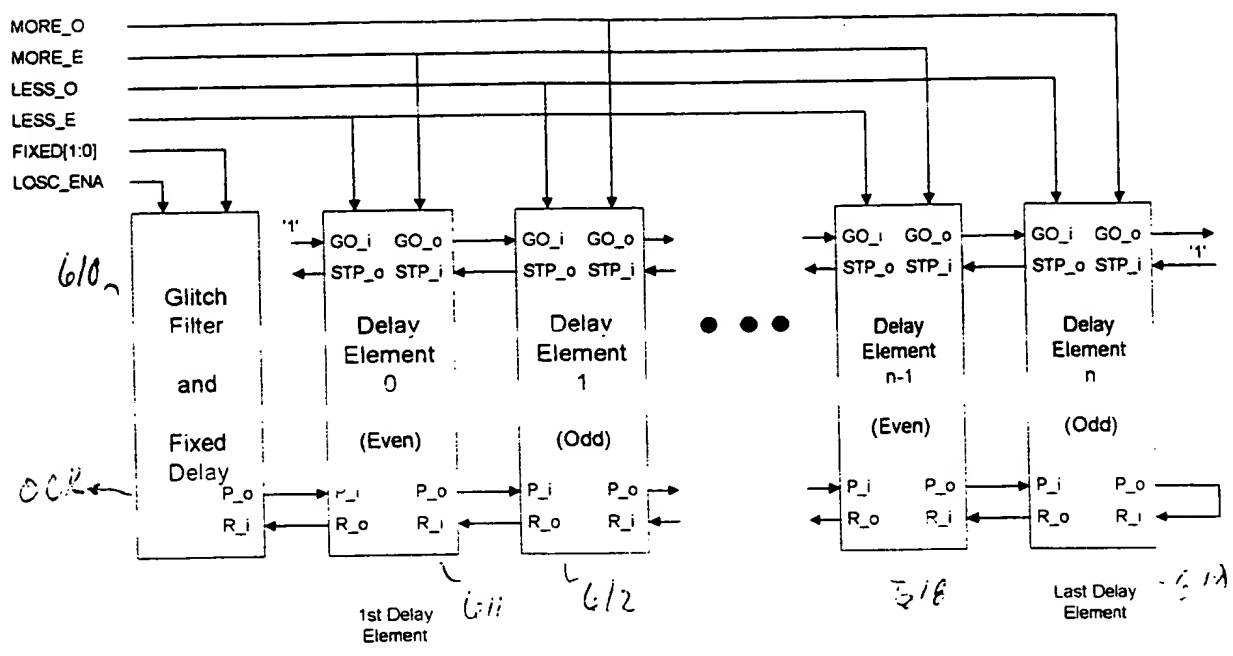 MORE_O
MORE_E
LESS_O
LESS_E
FIXED[1:0]
LOSC_ENA
'1' GO_i GO_o GO_i GO_o GO_i GO_o GO_i GO_o
STP_o STP_i STP_o STP_i STP_o STP_i STP_o STP_i '1'
610
Glitch
Filter
and
Fixed
Delay
Delay
Element
0
(Even)
Delay
Element
1
(Odd)
Delay
Element
n-1
(Even)
Delay
Element
n
(Odd)
OCR
P_o P_i P_o P_i P_o P_i P_o P_i P_o
R_i R_o R_i R_o R_i R_o R_i R_o R_i
1st Delay
Element
611
612
Last Delay
Element